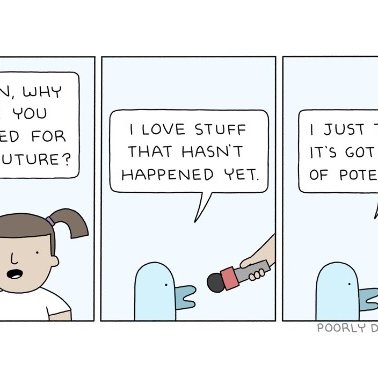 N, WHY
YOU
ED FOR
UTURE?
I LOVE STUFF
THAT HASN'T
HAPPENED YET.
I JUST T
IT'S GOT
OF POTE
POORLY D